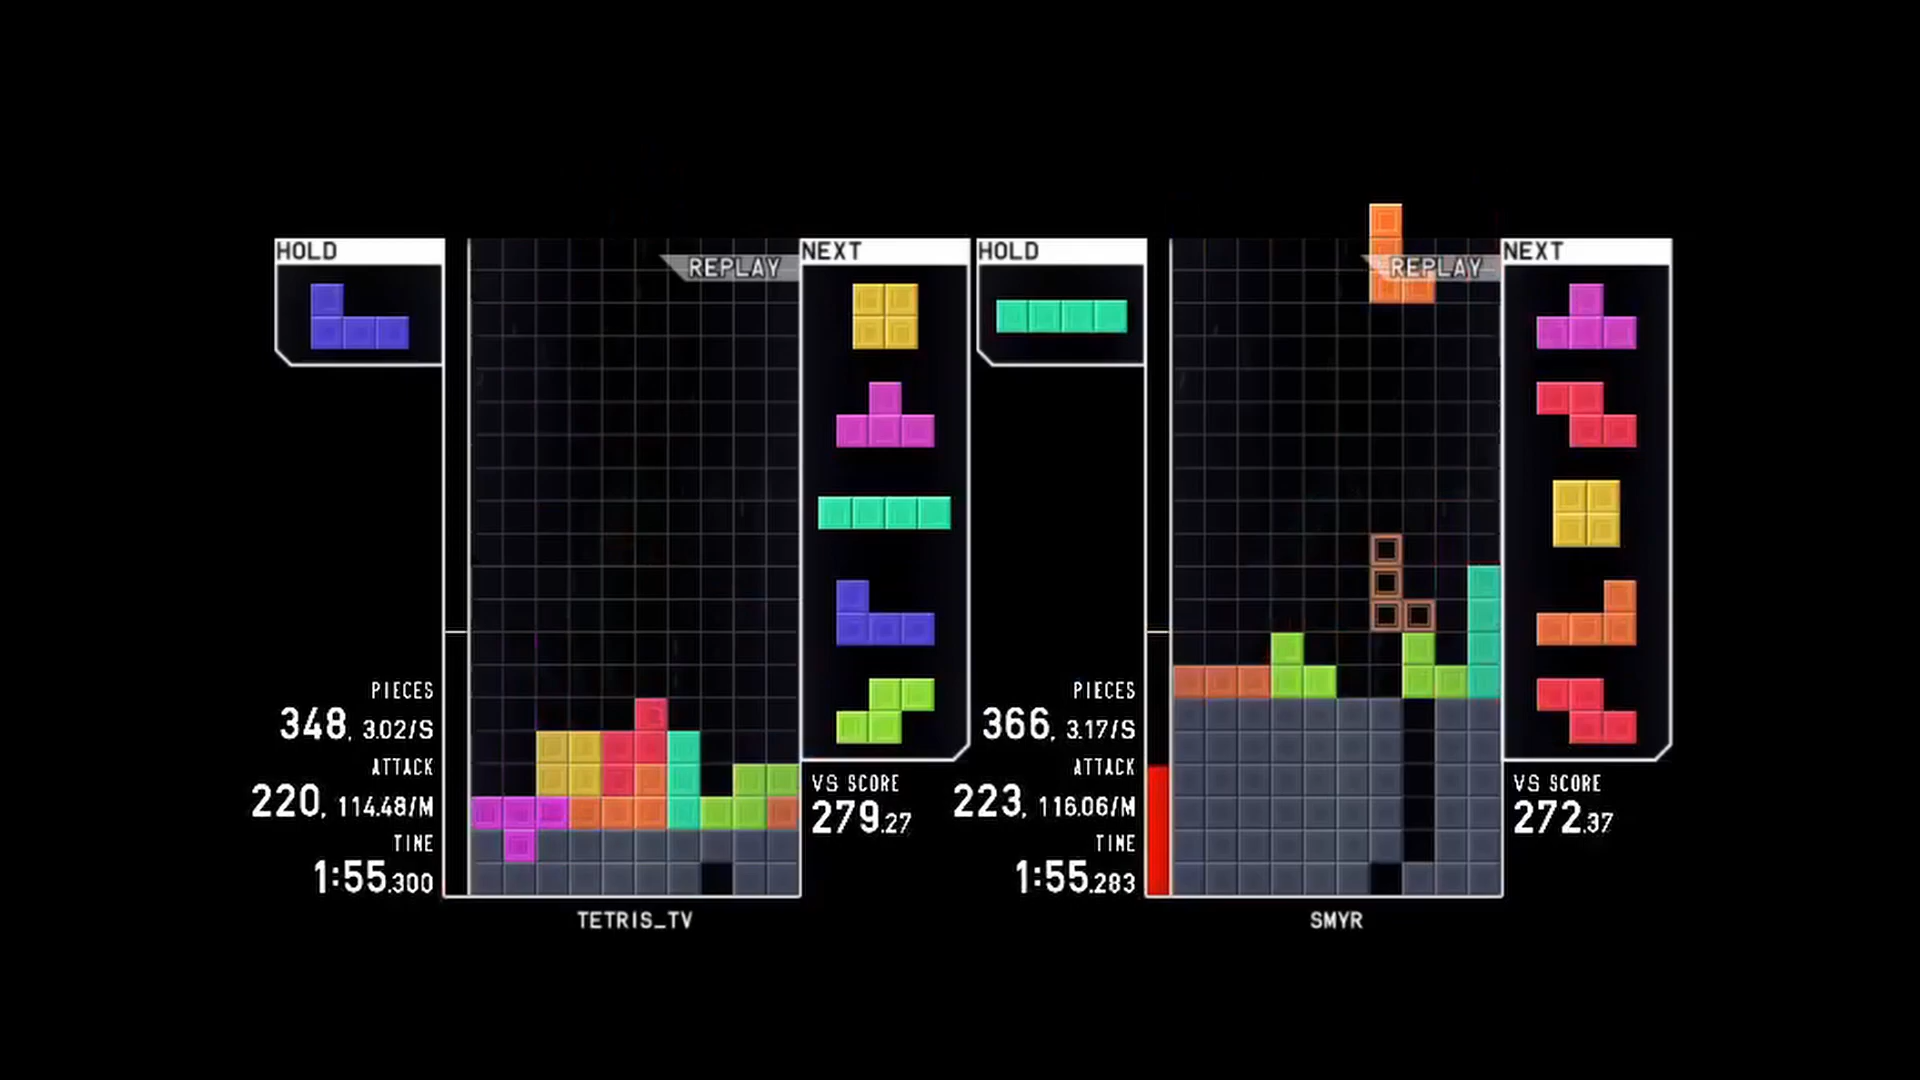 HOLD
REPLAY
NEXT
PIECES
348, 3.02/S
ATTACK
220, 114.48/M
TIME
1:55.300
VS SCORE
279.27
TETRIS_TV
HOLD
REPLAY
NEXT
PIECES
366, 3.17/S
ATTACK
223, 116.06/M
TIME
1:55.283
VS SCORE
272.37
SMYR